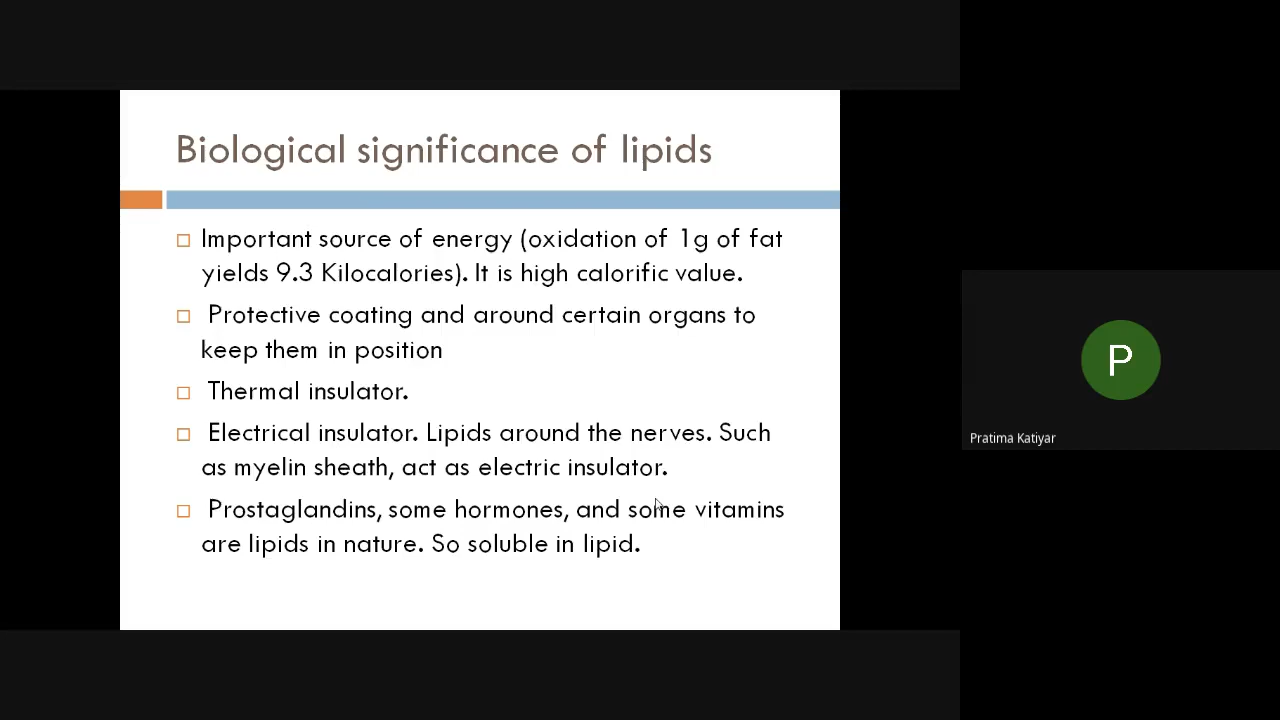 Biological significance of lipids
Important source of energy (oxidation of 1g of fat
yields 9.3 Kilocalories). It is high calorific value.
Protective coating and around certain organs to
keep them in position
Thermal insulator.
Electrical insulator. Lipids around the nerves. Such
as myelin sheath, act as electric insulator.
Prostaglandins, some hormones, and some vitamins
are lipids in nature. So soluble in lipid.
P
Pratima Katiyar